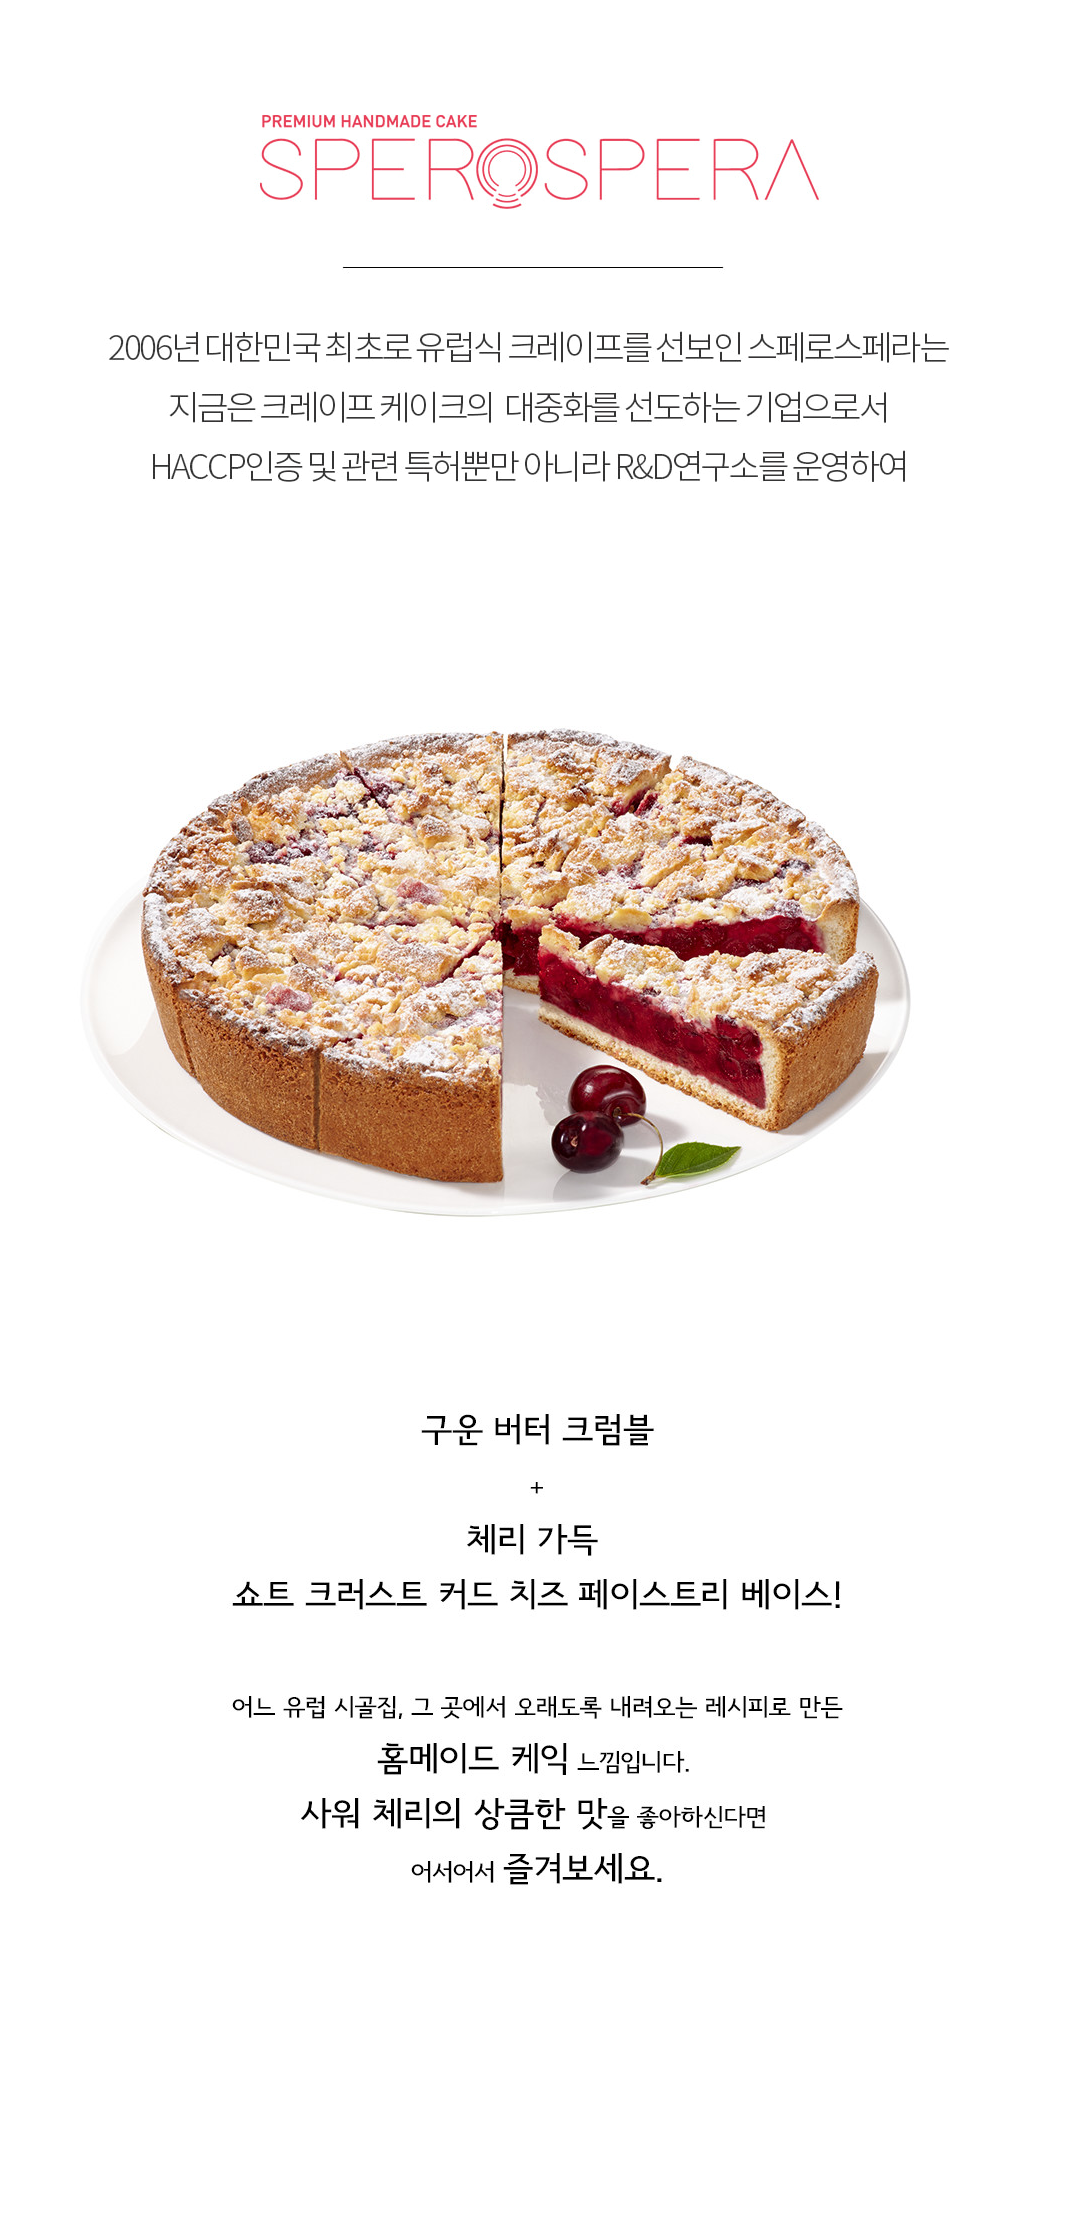 PREMIUM HANDMADE CAKE
SPEROSPERA
2006년 대한민국 최초로 유럽식 크레이프를 선보인 스페로스페라는
지금은 크레이프 케이크의 대중화를 선도하는 기업으로서
HACCP인증 및 관련 특허뿐만 아니라 R&D연구소를 운영하여
구운 버터 크럼블
+
체리 가득
쇼트 크러스트 커드 치즈 페이스트리 베이스!
어느 유럽 시골집, 그 곳에서 오래도록 내려오는 레시피로 만든
홈메이드 케익 느낌입니다.
사워 체리의 상큼한 맛을 좋아하신다면
어서어서 즐겨보세요.